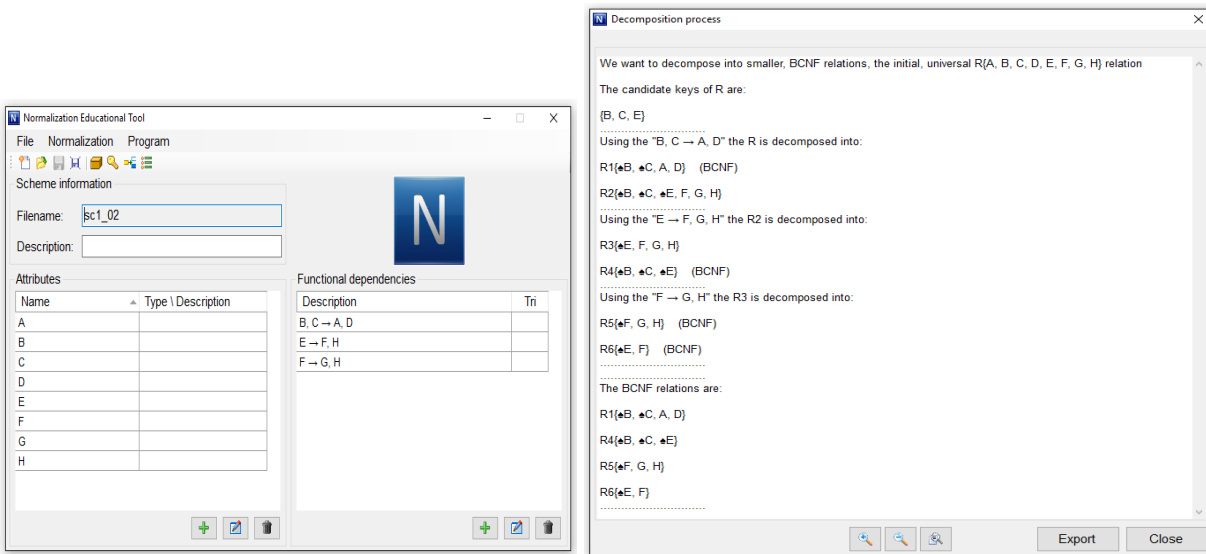 Normalization Educational Tool
File Normalization Program
Scheme information
Filename: sc1_02
Description:
N
Attributes
Name Type \ Description
A
B
C
D
E
F
G
H
Functional dependencies
Description Tri
B, C → A, D
E → F, H
F → G, H
Decomposition process
We want to decompose into smaller, BCNF relations, the initial, universal R{A, B, C, D, E, F, G, H} relation
The candidate keys of R are:
{B, C, E}
..............................
Using the "B, C → A, D" the R is decomposed into:
R1{♠B, ♠C, A, D} (BCNF)
R2{♠B, ♠C, ♠E, F, G, H}
..............................
Using the "E → F, G, H" the R2 is decomposed into:
R3{♠E, F, G, H}
R4{♠B, ♠C, ♠E} (BCNF)
..............................
Using the "F → G, H" the R3 is decomposed into:
R5{♠F, G, H} (BCNF)
R6{♠E, F} (BCNF)
..............................
..............................
The BCNF relations are:
R1{♠B, ♠C, A, D}
R4{♠B, ♠C, ♠E}
R5{♠F, G, H}
R6{♠E, F}
..............................
Export Close